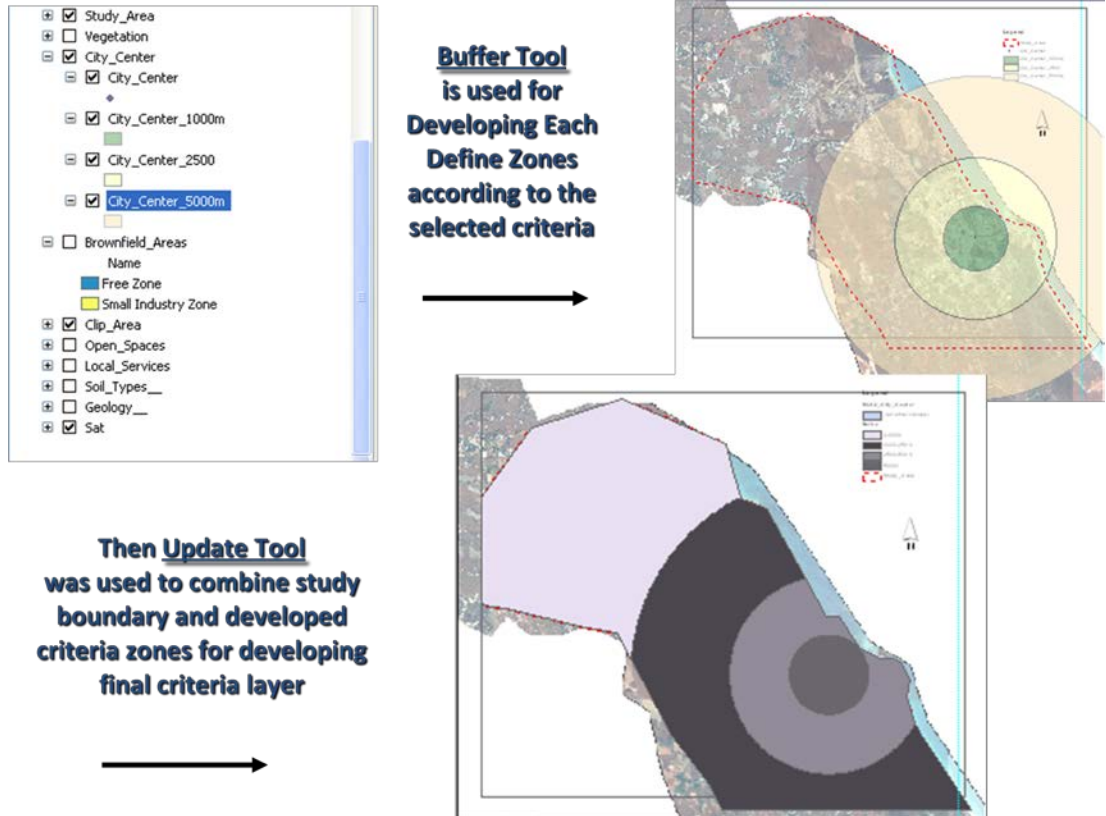 Study_Area
Vegetation
City_Center
City_Center
City_Center_1000m
City_Center_2500
City_Center_5000m
Brownfield_Areas
Name
Free Zone
Small Industry Zone
Clip_Area
Open_Spaces
Local_Services
Soil_Types__
Geology__
Sat
Buffer Tool
is used for
Developing Each
Define Zones
according to the
selected criteria
Legend
N
Then Update Tool
was used to combine study
boundary and developed
criteria zones for developing
final criteria layer
Legend
N